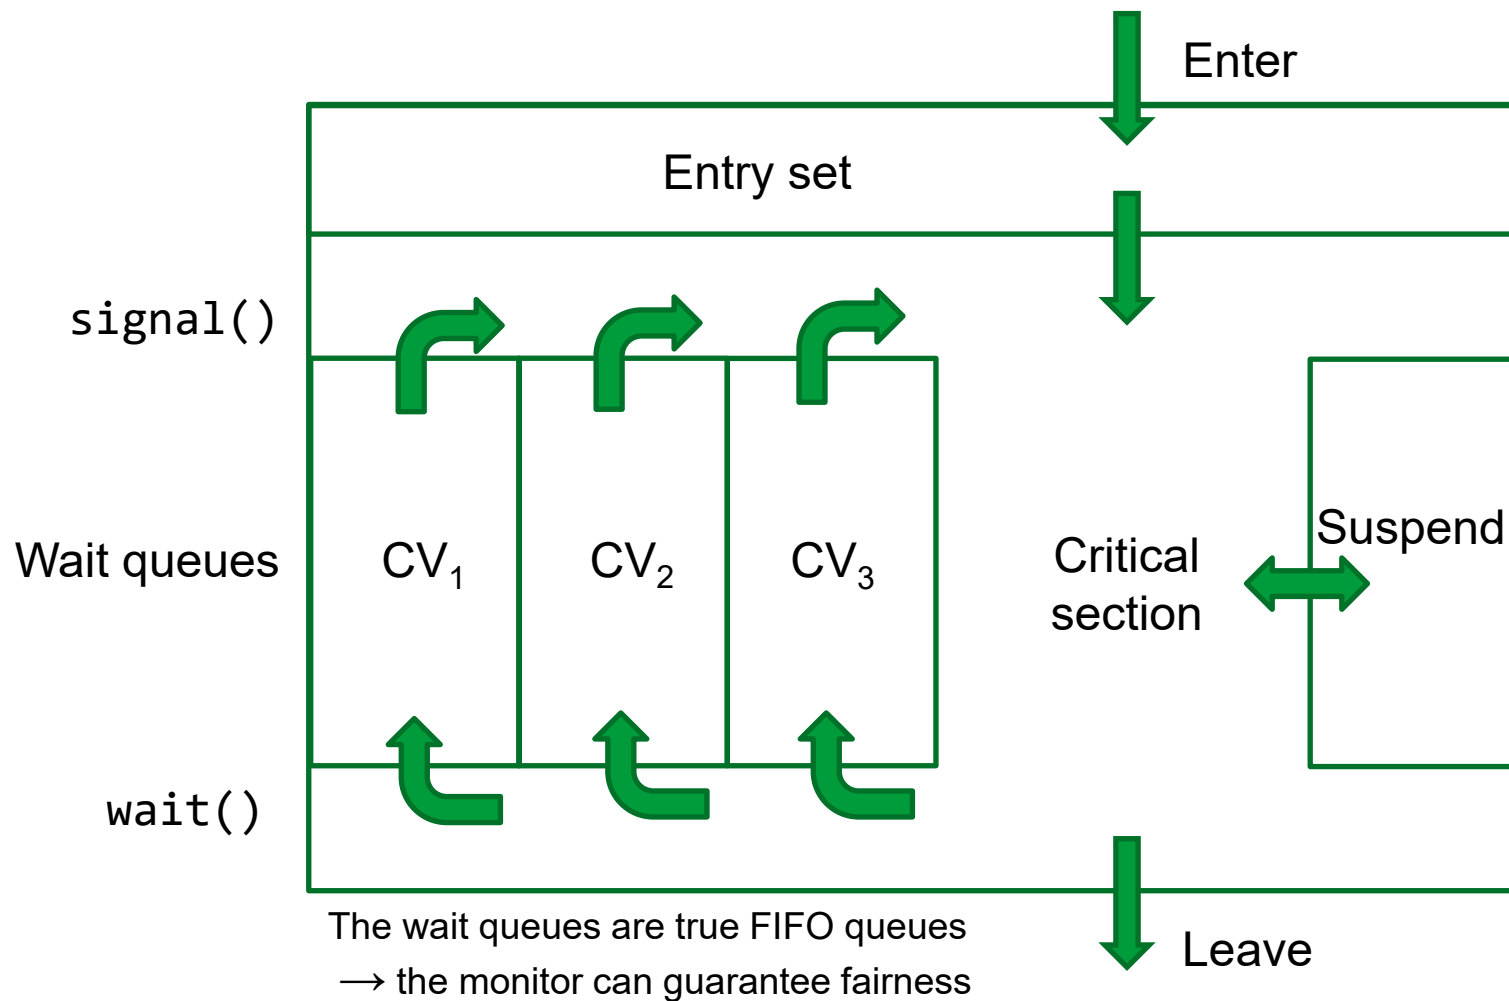 Enter
Entry set
signal()
Suspend
Wait queues
CV₁
CV₂
CV₃
Critical
section
wait()
The wait queues are true FIFO queues
→ the monitor can guarantee fairness
Leave